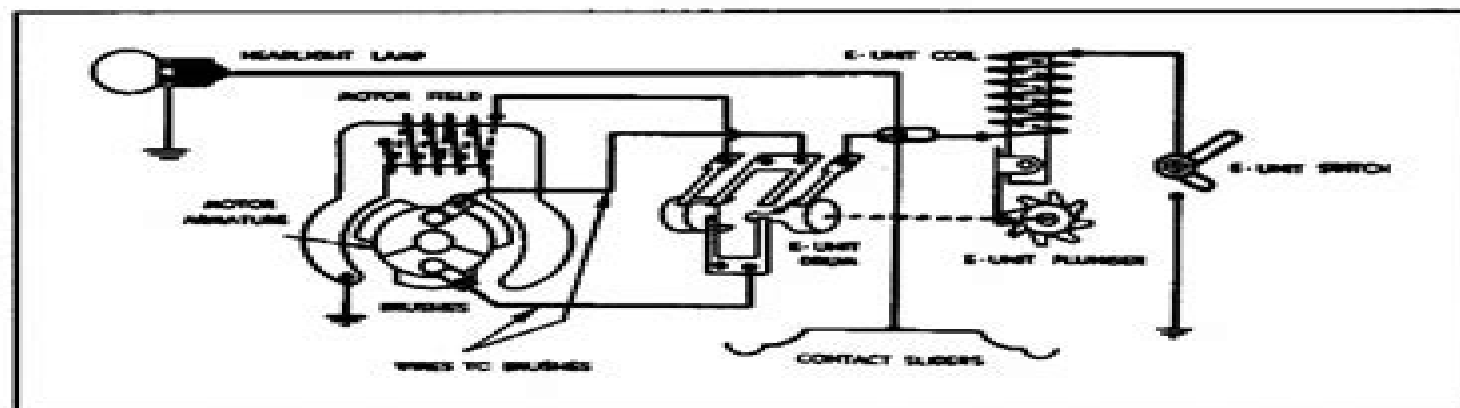 HEADLIGHT LAMP
E-UNIT COIL
MOTOR FIELD
E-UNIT SWITCH
MOTOR
ARMATURE
E-UNIT
DRUM
E-UNIT PLUNGER
BRUSHES
WIRES TO BRUSHES
CONTACT SLIDERS